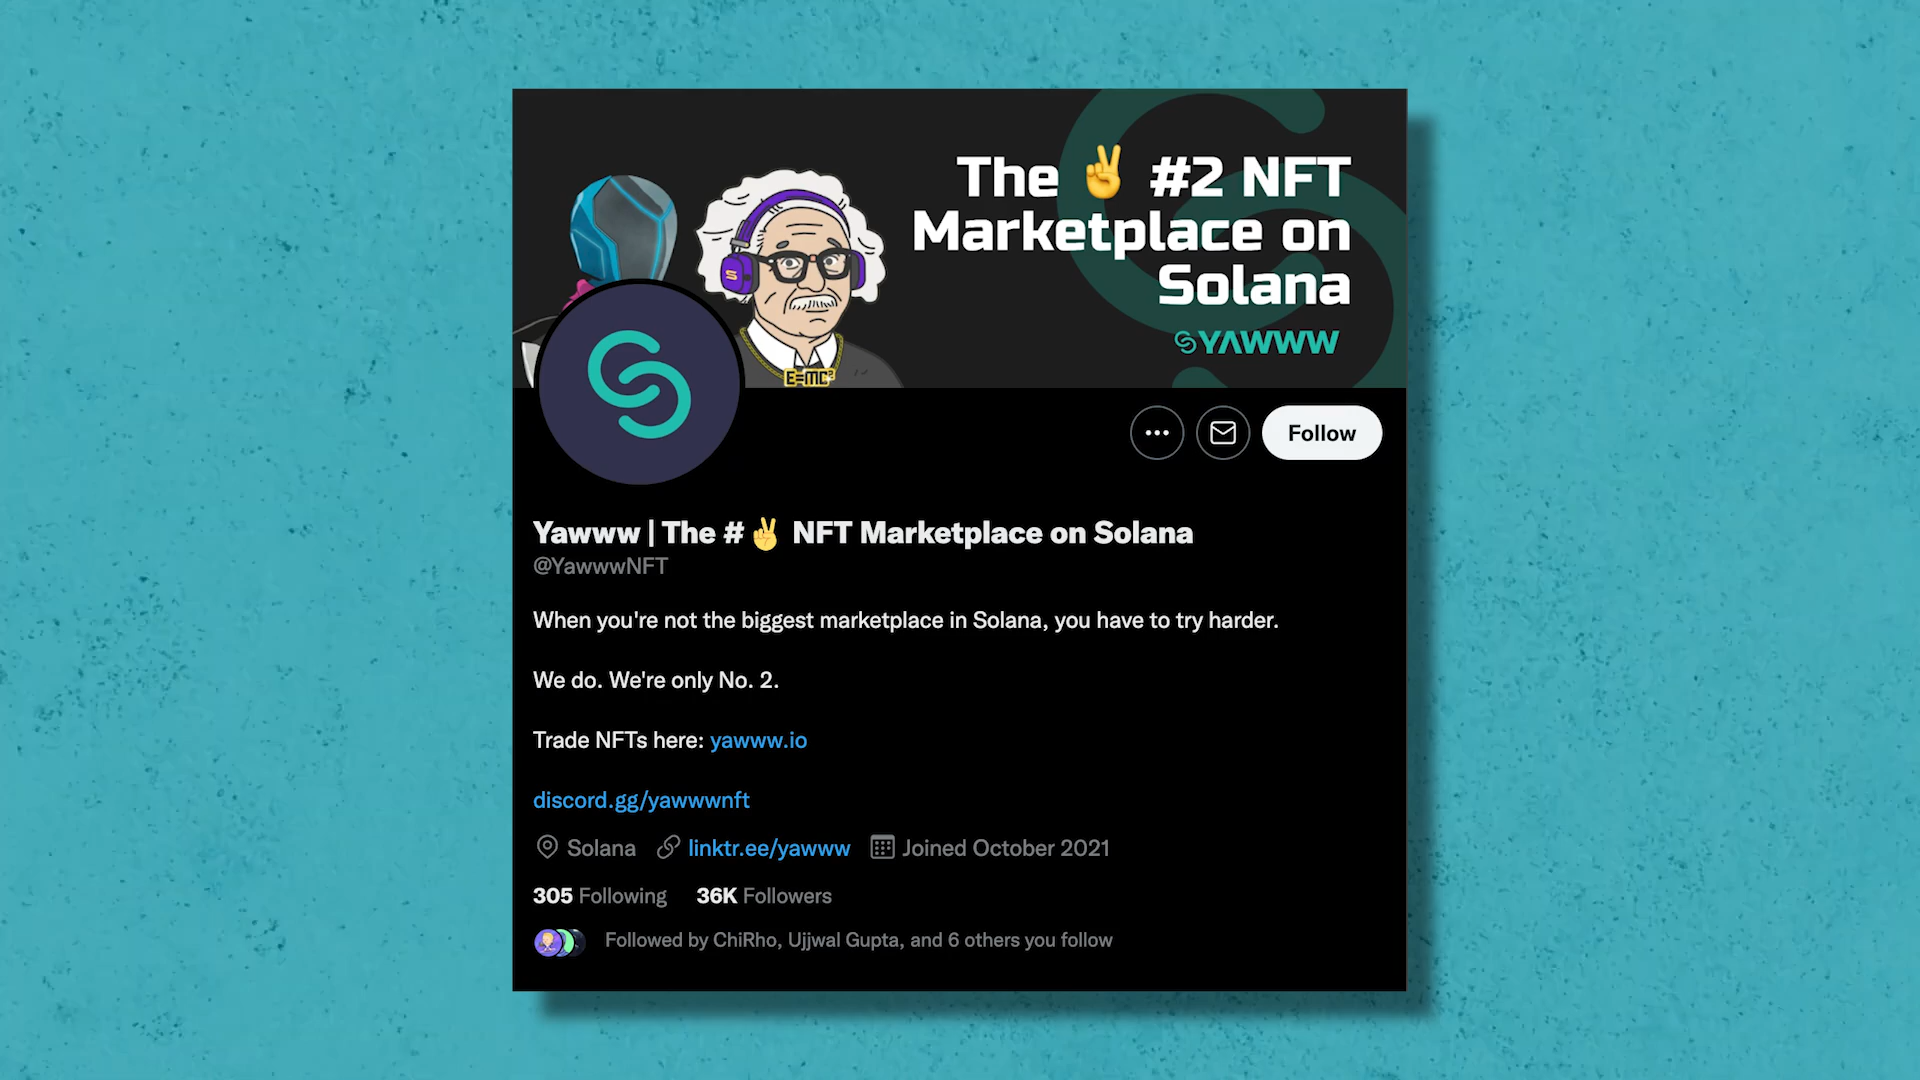 The ✌️ #2 NFT
Marketplace on
Solana
YAWWW
S
E=MC²
Follow
Yawww | The #✌️ NFT Marketplace on Solana
@YawwwNFT
When you're not the biggest marketplace in Solana, you have to try harder.
We do. We're only No. 2.
Trade NFTs here: yawww.io
discord.gg/yawwwnft
Solana linktr.ee/yawww Joined October 2021
305 Following 36K Followers
Followed by ChiRho, Ujjwal Gupta, and 6 others you follow